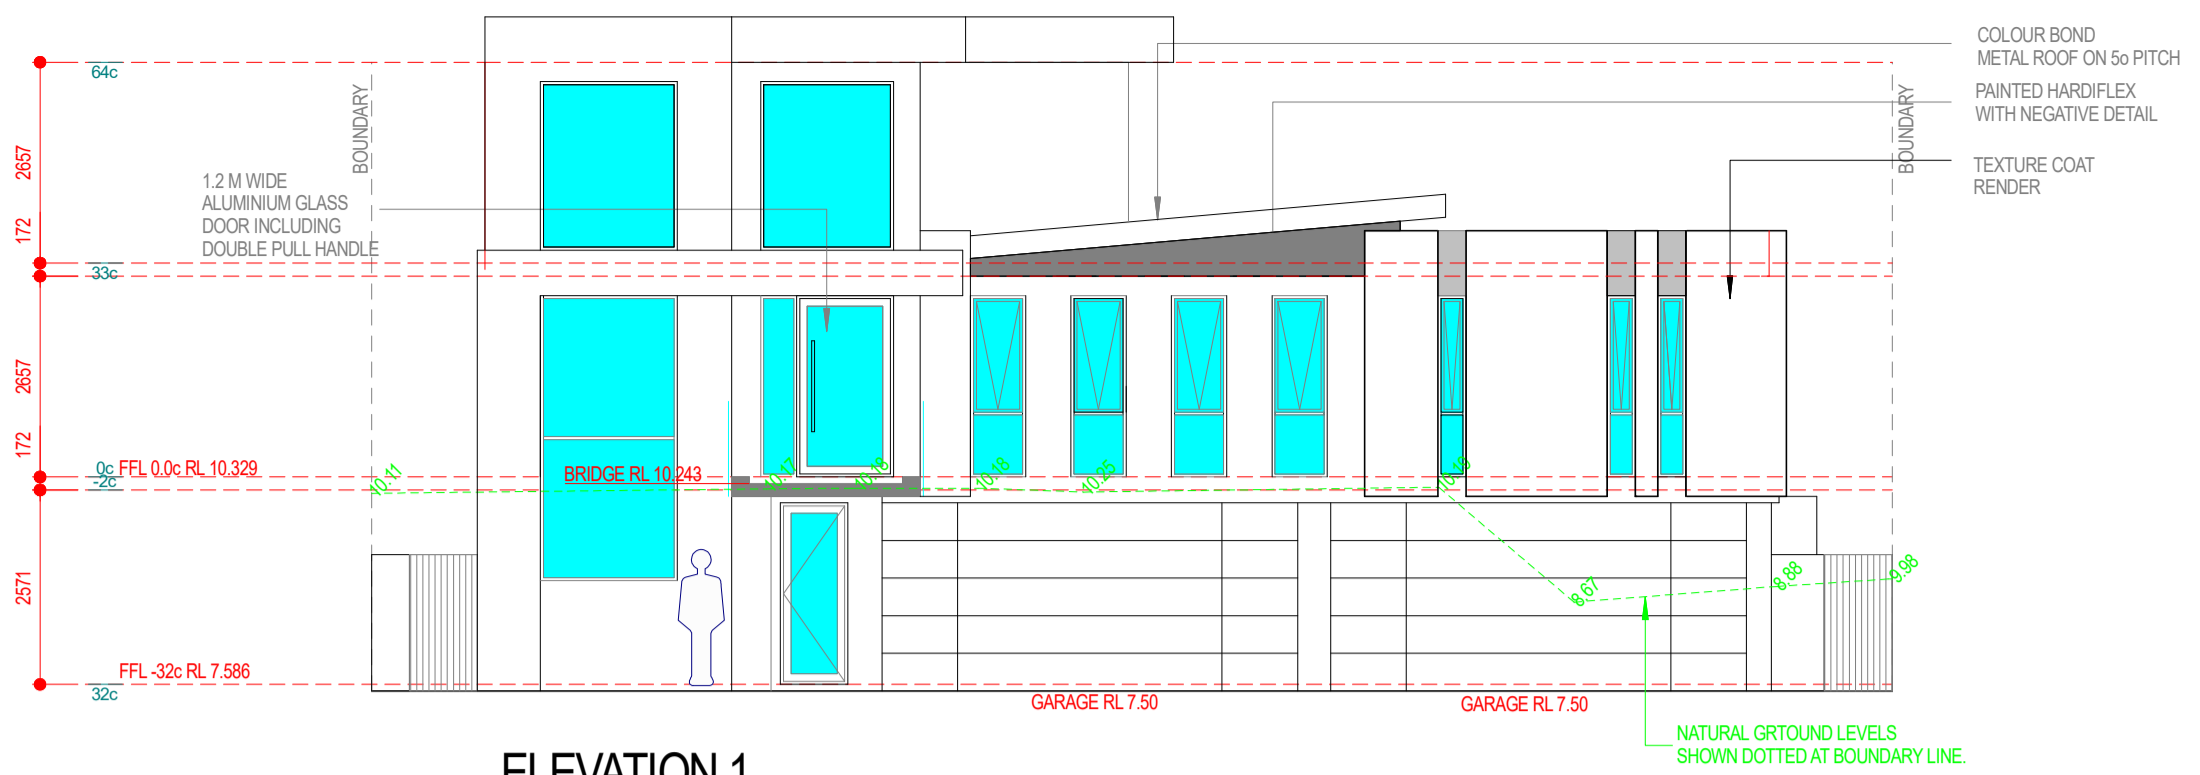 COLOUR BOND
METAL ROOF ON 5o PITCH
PAINTED HARDIFLEX
WITH NEGATIVE DETAIL
TEXTURE COAT
RENDER
BOUNDARY
BOUNDARY
1.2 M WIDE
ALUMINIUM GLASS
DOOR INCLUDING
DOUBLE PULL HANDLE
64c
2657
172
33c
2657
172
0c FFL 0.0c RL 10.329
-2c
2571
FFL -32c RL 7.586
32c
BRIDGE RL 10.243
10.11
10.17
10.18
10.18
10.25
10.15
8.67
8.88
9.98
GARAGE RL 7.50
GARAGE RL 7.50
NATURAL GRTOUND LEVELS
SHOWN DOTTED AT BOUNDARY LINE.
ELEVATION 1